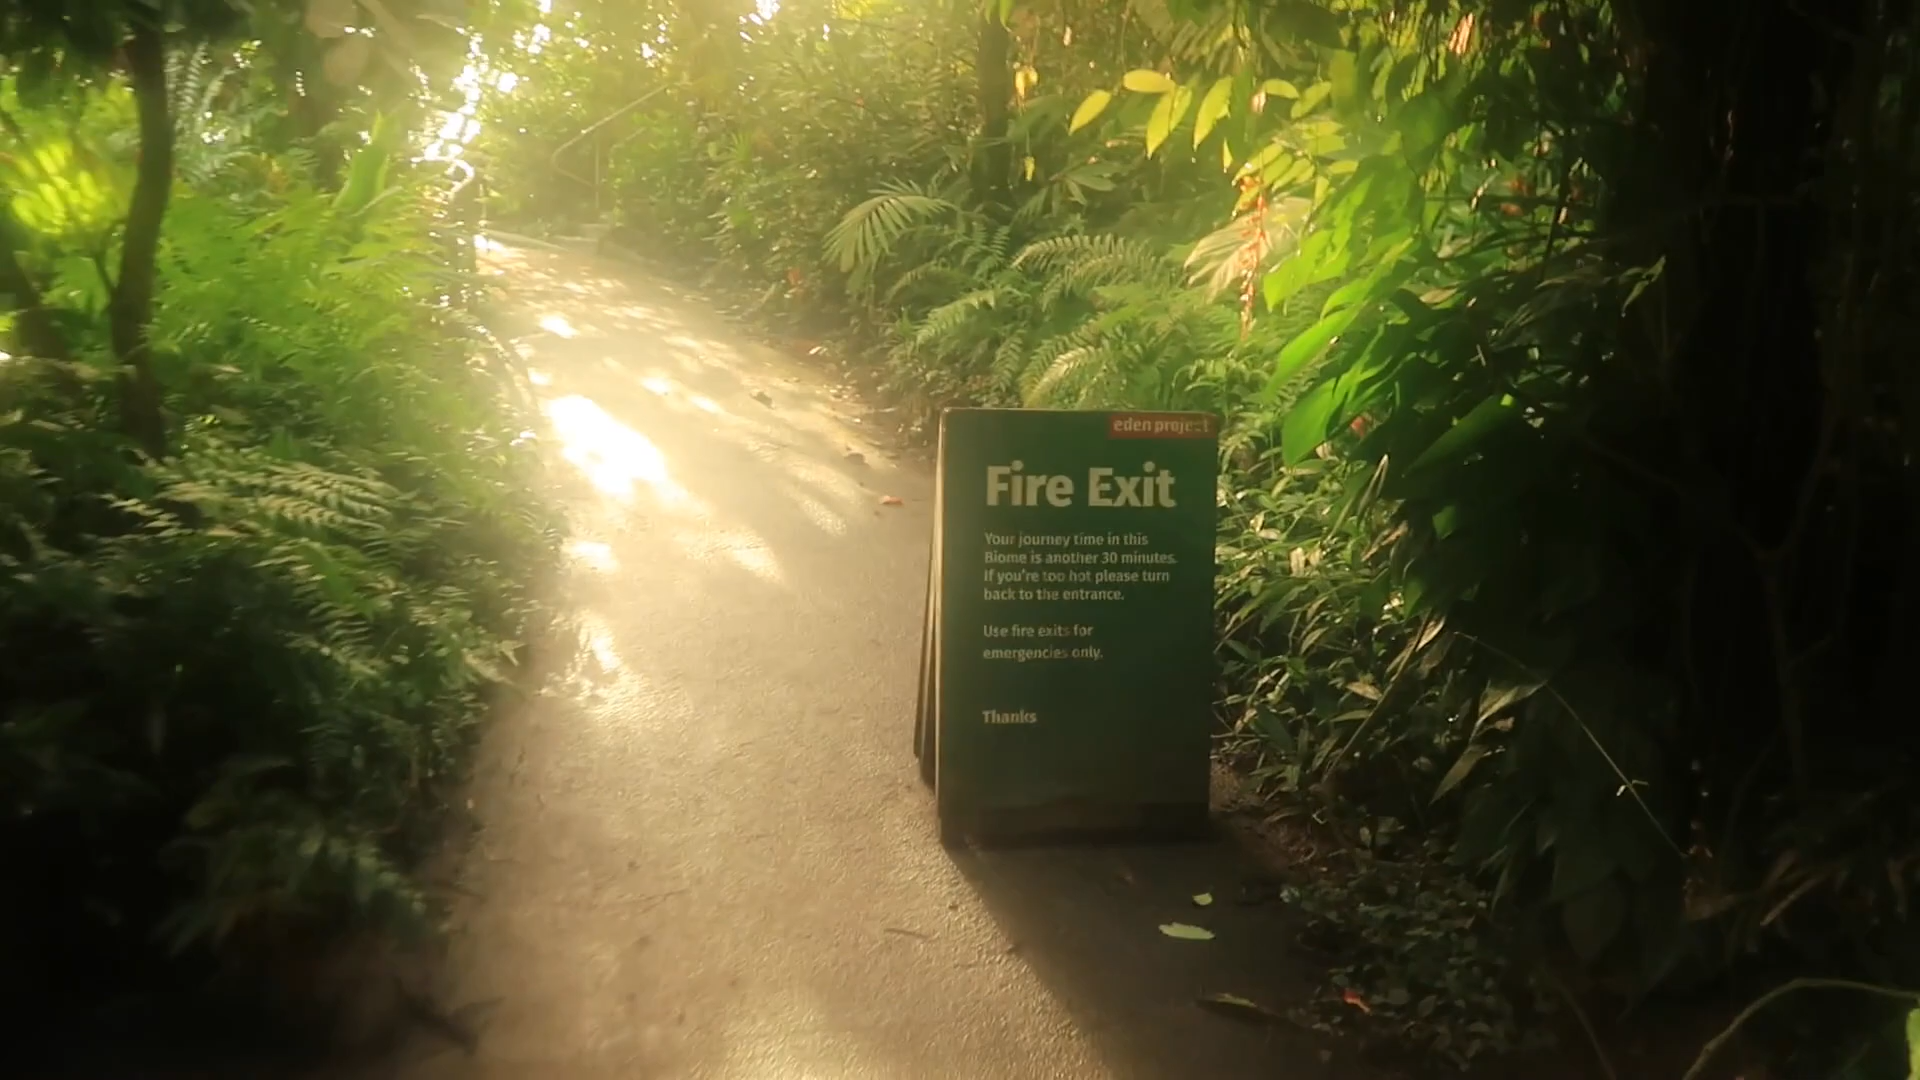 eden project
Fire Exit
Your journey time in this
Biome is another 30 minutes.
If you're too hot please turn
back to the entrance.
Use fire exits for
emergencies only.
Thanks